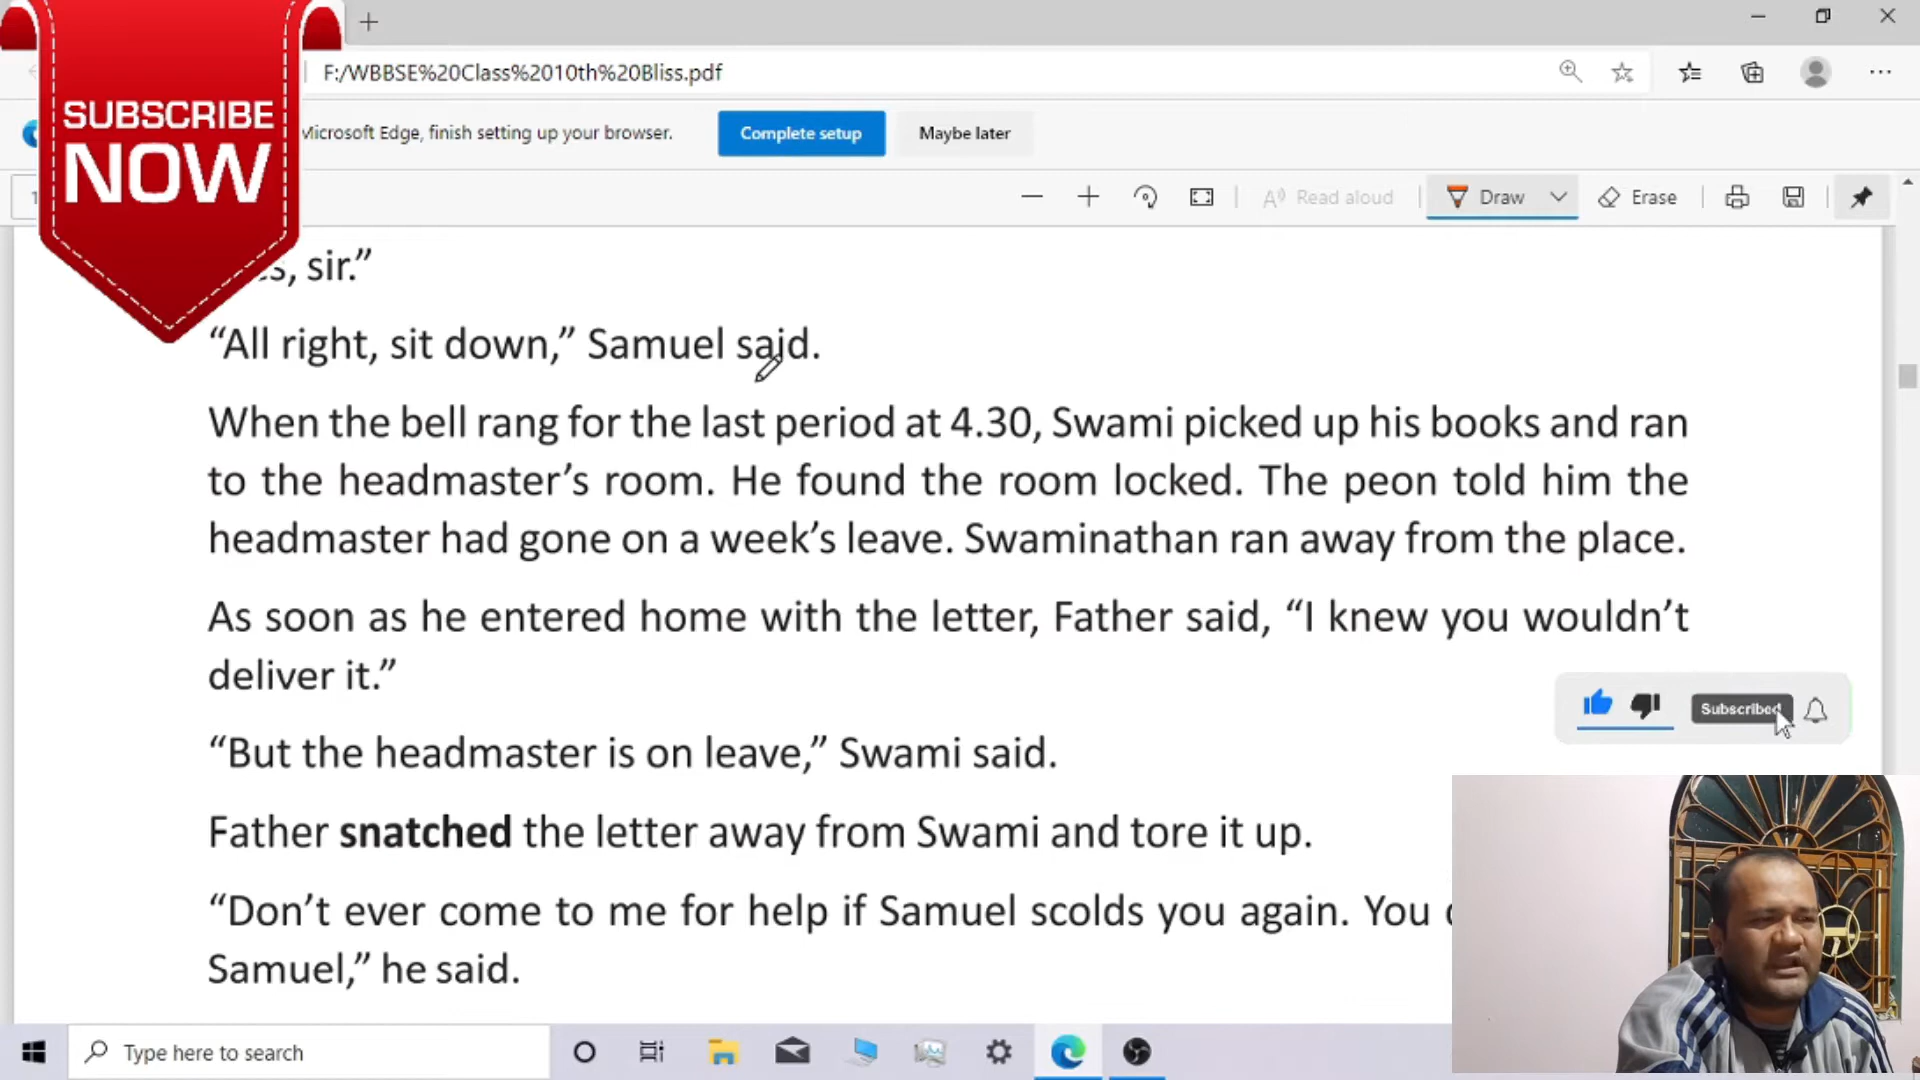 F:/WBBSE%20Class%2010th%20Bliss.pdf
SUBSCRIBE
NOW
Microsoft Edge, finish setting up your browser.
Complete setup
Maybe later
Read aloud
Draw
Erase
sir.”
“All right, sit down,” Samuel said.
When the bell rang for the last period at 4.30, Swami picked up his books and ran
to the headmaster’s room. He found the room locked. The peon told him the
headmaster had gone on a week’s leave. Swaminathan ran away from the place.
As soon as he entered home with the letter, Father said, “I knew you wouldn’t
deliver it.”
“But the headmaster is on leave,” Swami said.
Subscribed
Father snatched the letter away from Swami and tore it up.
“Don’t ever come to me for help if Samuel scolds you again. You
Samuel,” he said.
Type here to search